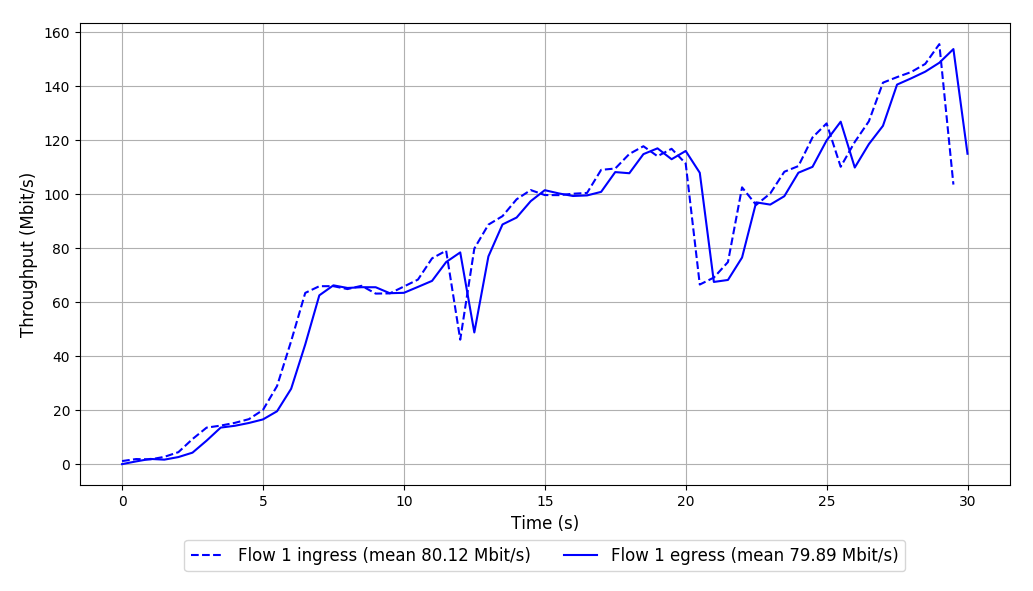 160
140
120
100
80
60
40
20
0
Throughput (Mbit/s)
0 5 10 15 20 25 30
Time (s)
Flow 1 ingress (mean 80.12 Mbit/s) Flow 1 egress (mean 79.89 Mbit/s)